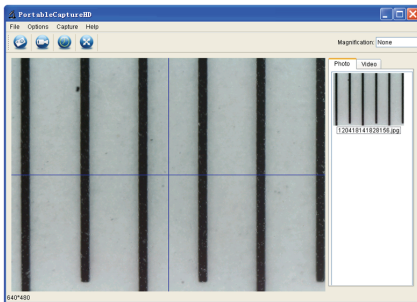 PortableCaptureHD
File Options Capture Help
Magnification: None
Photo Video
120418141828156.jpg
640*480